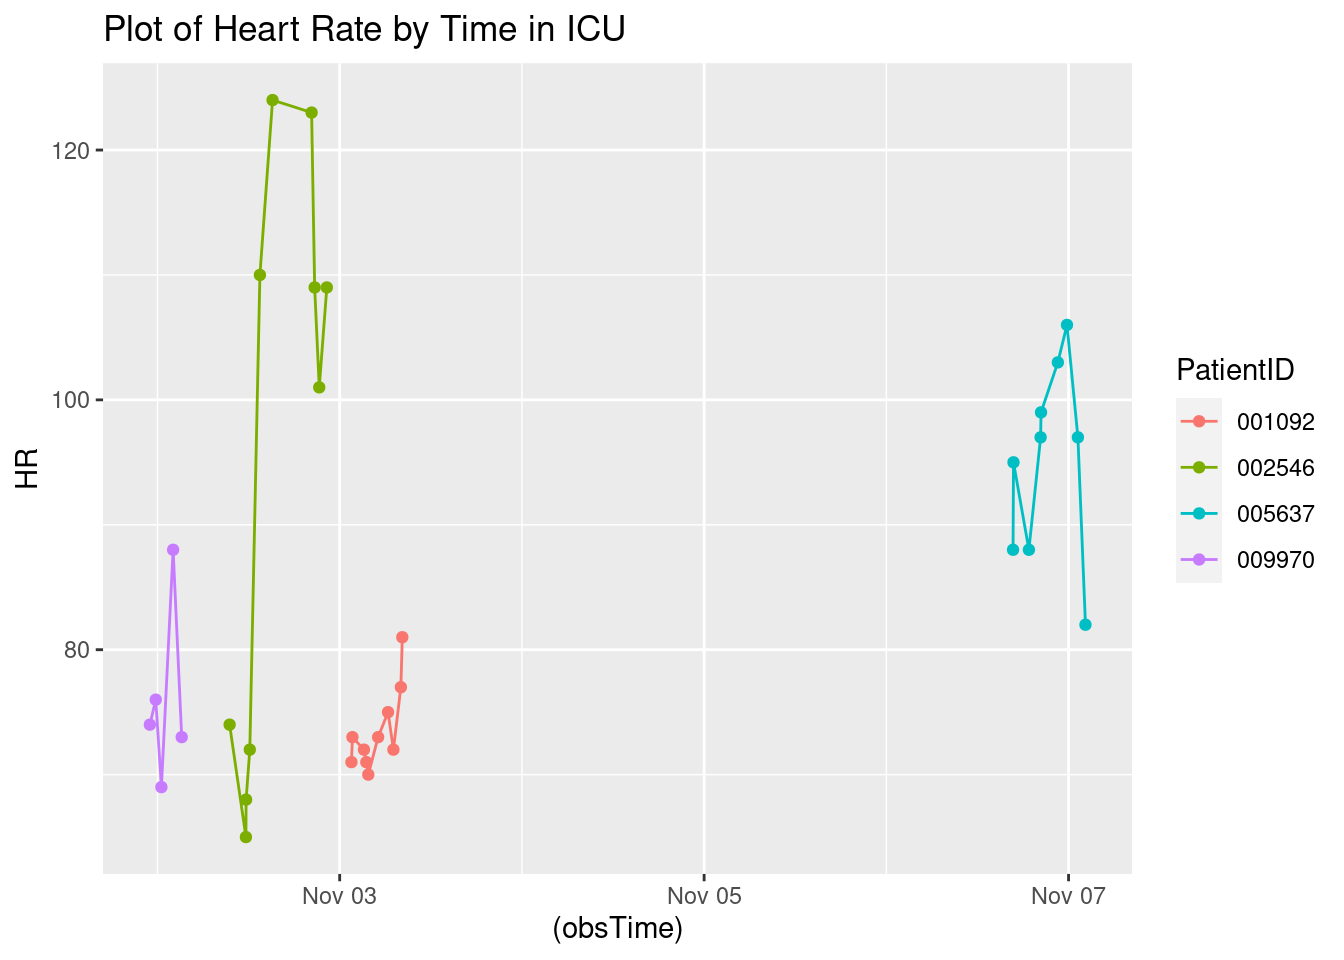 Plot of Heart Rate by Time in ICU
120
100
80
HR
Nov 03
Nov 05
Nov 07
(obsTime)
PatientID
001092
002546
005637
009970